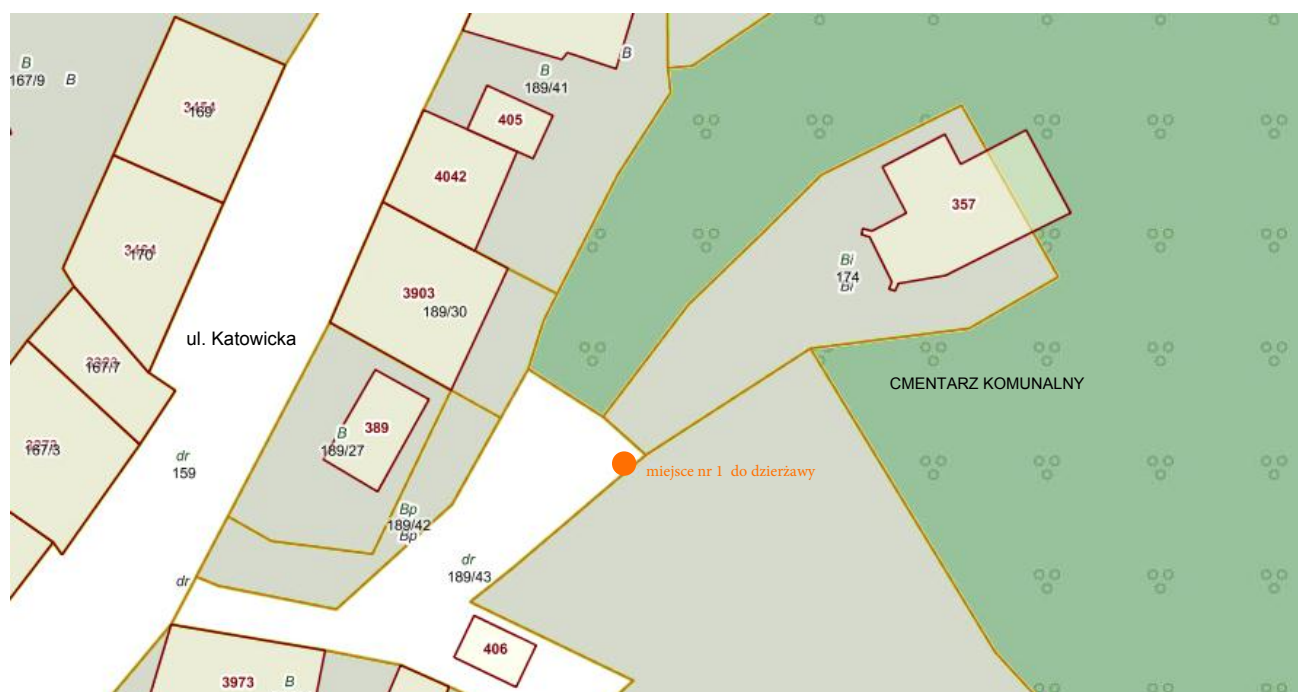 B
167/9
B
169
170
167/7
167/3
ul. Katowicka
dr
159
dr
B
189/41
B
405
4042
3903
189/30
389
B
189/27
Bp
189/42
Bp
dr
189/43
406
3973
B
357
Bi
174
Bi
CMENTARZ KOMUNALNY
miejsce nr 1 do dzierżawy